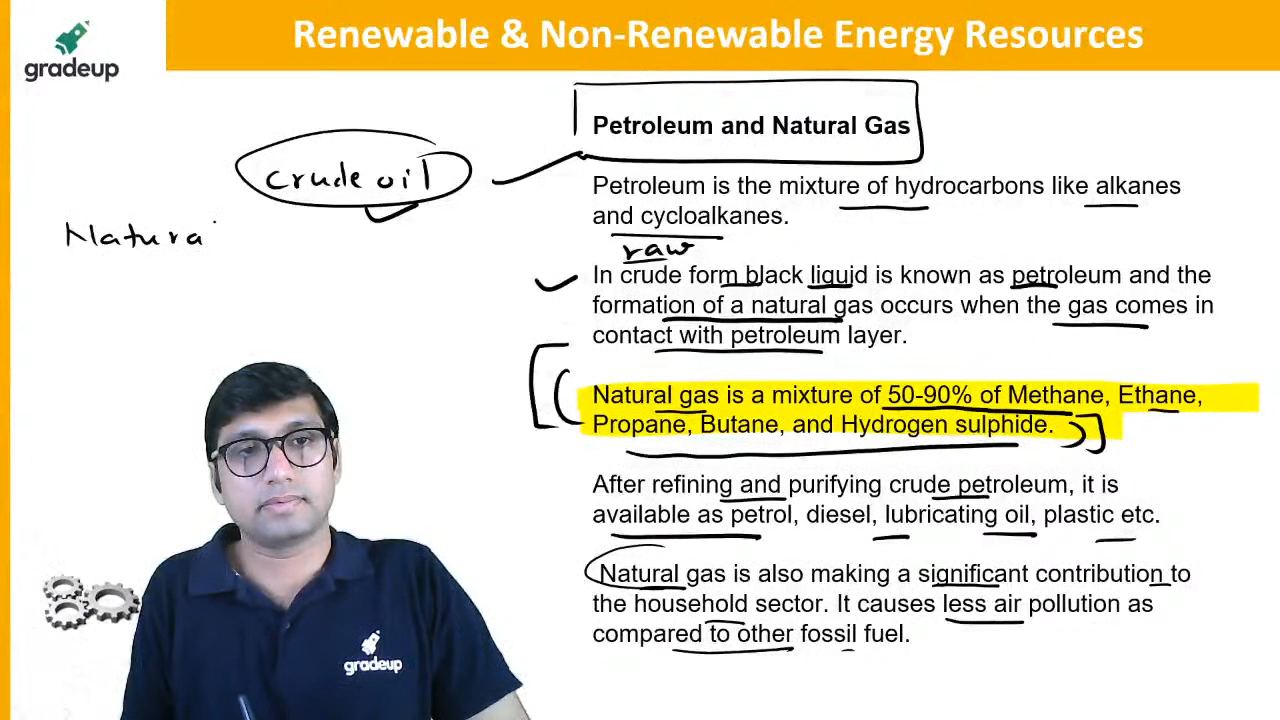 Renewable & Non-Renewable Energy Resources
gradeup
Petroleum and Natural Gas
crude oil
Petroleum is the mixture of hydrocarbons like alkanes
and cycloalkanes.
Natura
raw
In crude form black liquid is known as petroleum and the
formation of a natural gas occurs when the gas comes in
contact with petroleum layer.
Natural gas is a mixture of 50-90% of Methane, Ethane,
Propane, Butane, and Hydrogen sulphide.
After refining and purifying crude petroleum, it is
available as petrol, diesel, lubricating oil, plastic etc.
Natural gas is also making a significant contribution to
the household sector. It causes less air pollution as
compared to other fossil fuel.
gradeup